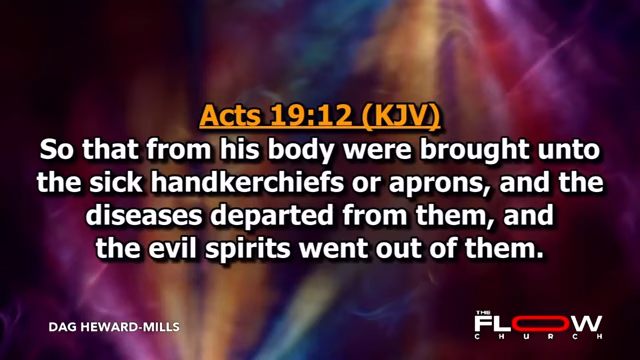 Acts 19:12 (KJV)
So that from his body were brought unto
the sick handkerchiefs or aprons, and the
diseases departed from them, and
the evil spirits went out of them.
DAG HEWARD-MILLS
THE
FLOW
CHURCH